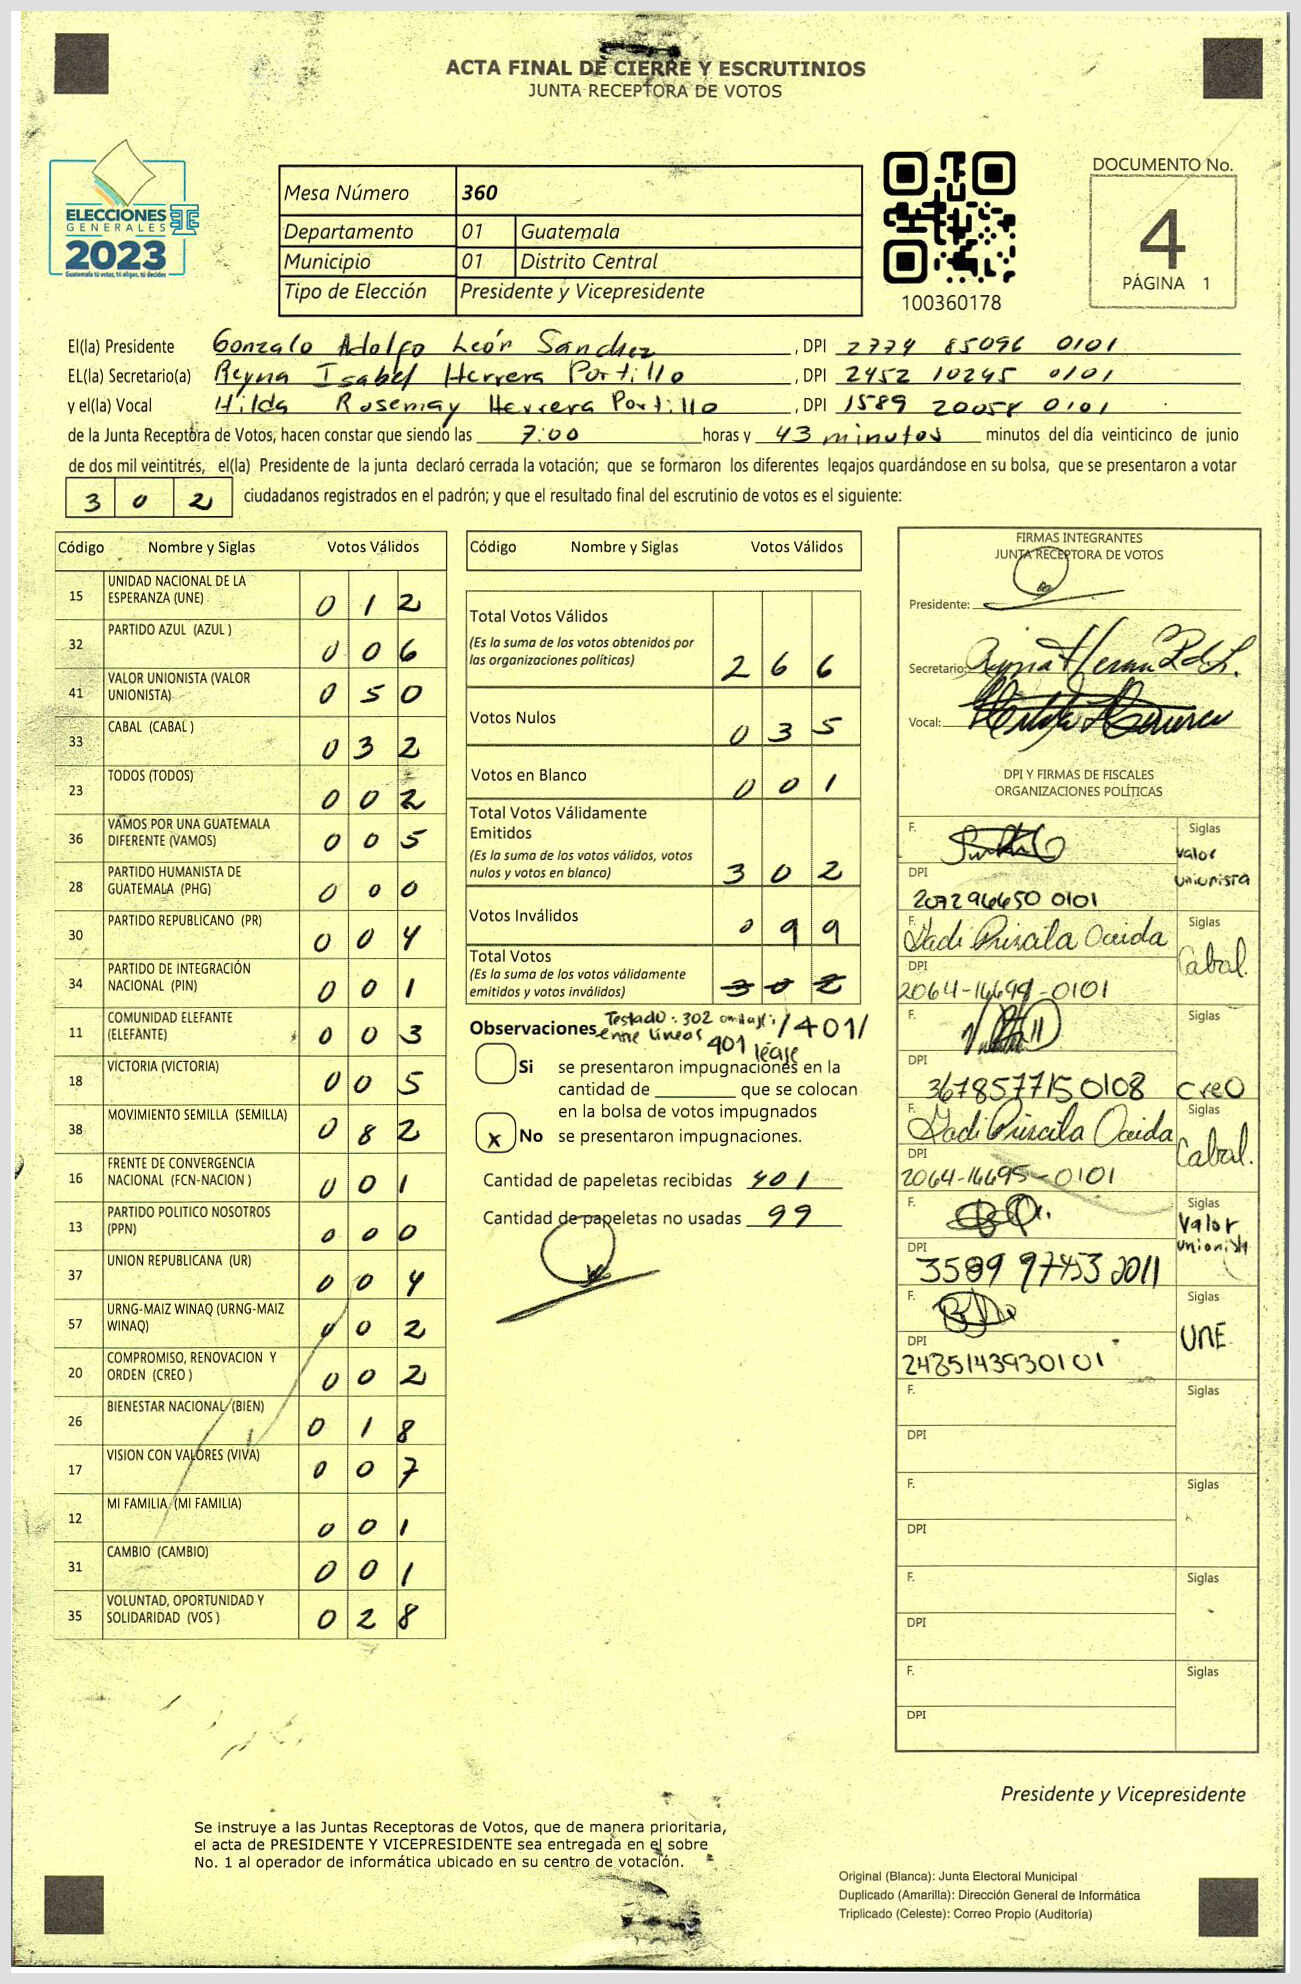 ACTA FINAL DE CIERRE Y ESCRUTINIOS
JUNTA RECEPTORA DE VOTOS
ELECCIONES
GENERALES
2023
Guatemala tú votas, tú eliges, tú decides
Mesa Número 360
Departamento 01 Guatemala
Municipio 01 Distrito Central
Tipo de Elección Presidente y Vicepresidente
100360178
DOCUMENTO No.
4
PÁGINA 1
El(la) Presidente Gonzalo Adolfo León Sanchez, DPI 2774 85096 0101
EL(la) Secretario(a) Reyna Isabel Herrera Portillo, DPI 2452 10245 0101
y el(la) Vocal Hilda Rosemay Herrera Portillo, DPI 1589 20058 0101
de la Junta Receptora de Votos, hacen constar que siendo las 7:00 horas y 43 minutos minutos del día veinticinco de junio
de dos mil veintitrés, el(la) Presidente de la junta declaró cerrada la votación; que se formaron los diferentes legajos guardándose en su bolsa, que se presentaron a votar
3 0 2 ciudadanos registrados en el padrón; y que el resultado final del escrutinio de votos es el siguiente:
Código Nombre y Siglas Votos Válidos
15 UNIDAD NACIONAL DE LA ESPERANZA (UNE) 0 1 2
32 PARTIDO AZUL (AZUL ) 0 0 6
41 VALOR UNIONISTA (VALOR UNIONISTA) 0 5 0
33 CABAL (CABAL ) 0 3 2
23 TODOS (TODOS) 0 0 2
36 VAMOS POR UNA GUATEMALA DIFERENTE (VAMOS) 0 0 5
28 PARTIDO HUMANISTA DE GUATEMALA (PHG) 0 0 0
30 PARTIDO REPUBLICANO (PR) 0 0 4
34 PARTIDO DE INTEGRACIÓN NACIONAL (PIN) 0 0 1
11 COMUNIDAD ELEFANTE (ELEFANTE) 0 0 3
18 VICTORIA (VICTORIA) 0 0 5
38 MOVIMIENTO SEMILLA (SEMILLA) 0 8 2
16 FRENTE DE CONVERGENCIA NACIONAL (FCN-NACION ) 0 0 1
13 PARTIDO POLITICO NOSOTROS (PPN) 0 0 0
37 UNION REPUBLICANA (UR) 0 0 4
57 URNG-MAIZ WINAQ (URNG-MAIZ WINAQ) 0 0 2
20 COMPROMISO, RENOVACION Y ORDEN (CREO ) 0 0 2
26 BIENESTAR NACIONAL (BIEN) 0 1 8
17 VISION CON VALORES (VIVA) 0 0 7
12 MI FAMILIA (MI FAMILIA) 0 0 1
31 CAMBIO (CAMBIO) 0 0 1
35 VOLUNTAD, OPORTUNIDAD Y SOLIDARIDAD (VOS ) 0 2 8
Código Nombre y Siglas Votos Válidos
Total Votos Válidos
(Es la suma de los votos obtenidos por
las organizaciones políticas) 2 6 6
Votos Nulos 0 3 5
Votos en Blanco 0 0 1
Total Votos Válidamente
Emitidos
(Es la suma de los votos válidos, votos
nulos y votos en blanco) 3 0 2
Votos Inválidos 0 9 9
Total Votos
(Es la suma de los votos válidamente
emitidos y votos inválidos) 3 0 2
Observaciones Testado: 302 /401/
entre lineas 401 léase
Si se presentaron impugnaciones en la
cantidad de ________ que se colocan
en la bolsa de votos impugnados
x No se presentaron impugnaciones.
Cantidad de papeletas recibidas 401
Cantidad de papeletas no usadas 99
FIRMAS INTEGRANTES
JUNTA RECEPTORA DE VOTOS
Presidente:
Secretario:
Vocal:
DPI Y FIRMAS DE FISCALES
ORGANIZACIONES POLÍTICAS
F. Siglas
Valor
Unionista
DPI
2072 96650 0101
F. Gadi Priscila Siglas
Cabal.
DPI
2064-16695-0101
F. Siglas
DPI
3678577150108 CREO
F. Gadi Priscila Siglas
Cabal.
DPI
2064-16695-0101
F. Siglas
Valor
unionista
DPI
3589 97453 2011
F. Siglas
UNE
DPI
2485143930101
F. Siglas
DPI
F. Siglas
DPI
F. Siglas
DPI
F. Siglas
DPI
Presidente y Vicepresidente
Se instruye a las Juntas Receptoras de Votos, que de manera prioritaria,
el acta de PRESIDENTE Y VICEPRESIDENTE sea entregada en el sobre
No. 1 al operador de informática ubicado en su centro de votación.
Original (Blanca): Junta Electoral Municipal
Duplicado (Amarilla): Dirección General de Informática
Triplicado (Celeste): Correo Propio (Auditoría)